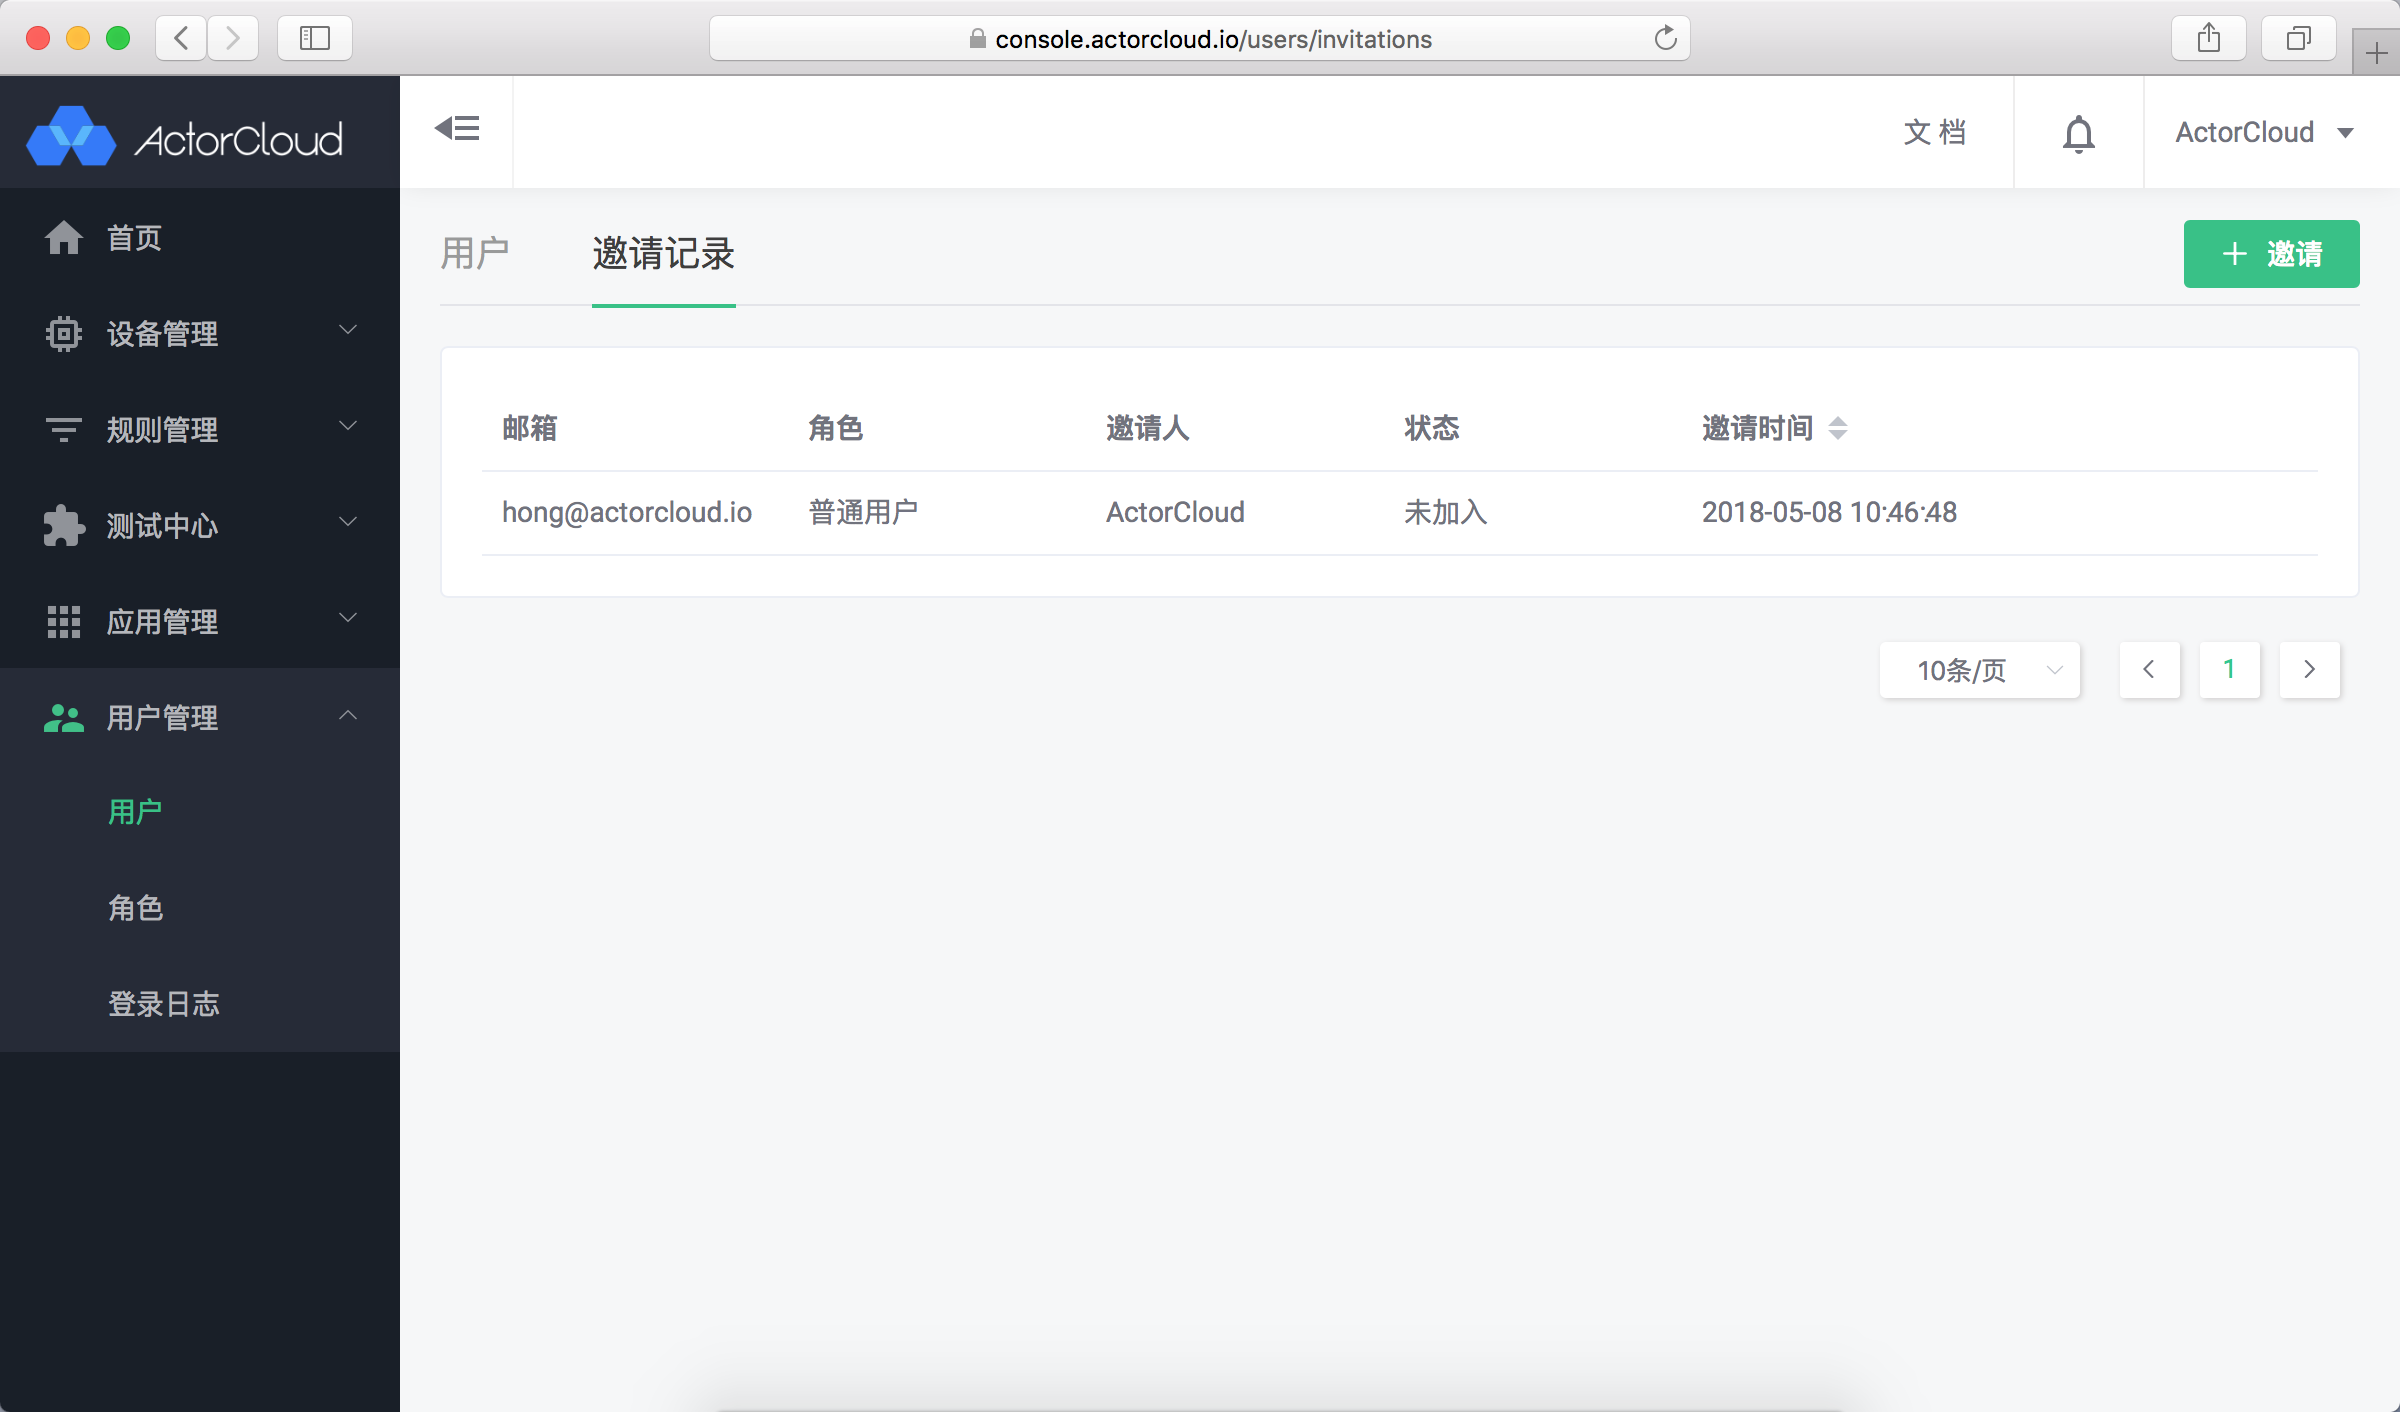 console.actorcloud.io/users/invitations
ActorCloud
文 档
ActorCloud
首页
设备管理
规则管理
测试中心
应用管理
用户管理
用户
角色
登录日志
用户
邀请记录
邀请
邮箱 角色 邀请人 状态 邀请时间
hong@actorcloud.io 普通用户 ActorCloud 未加入 2018-05-08 10:46:48
10条/页
1